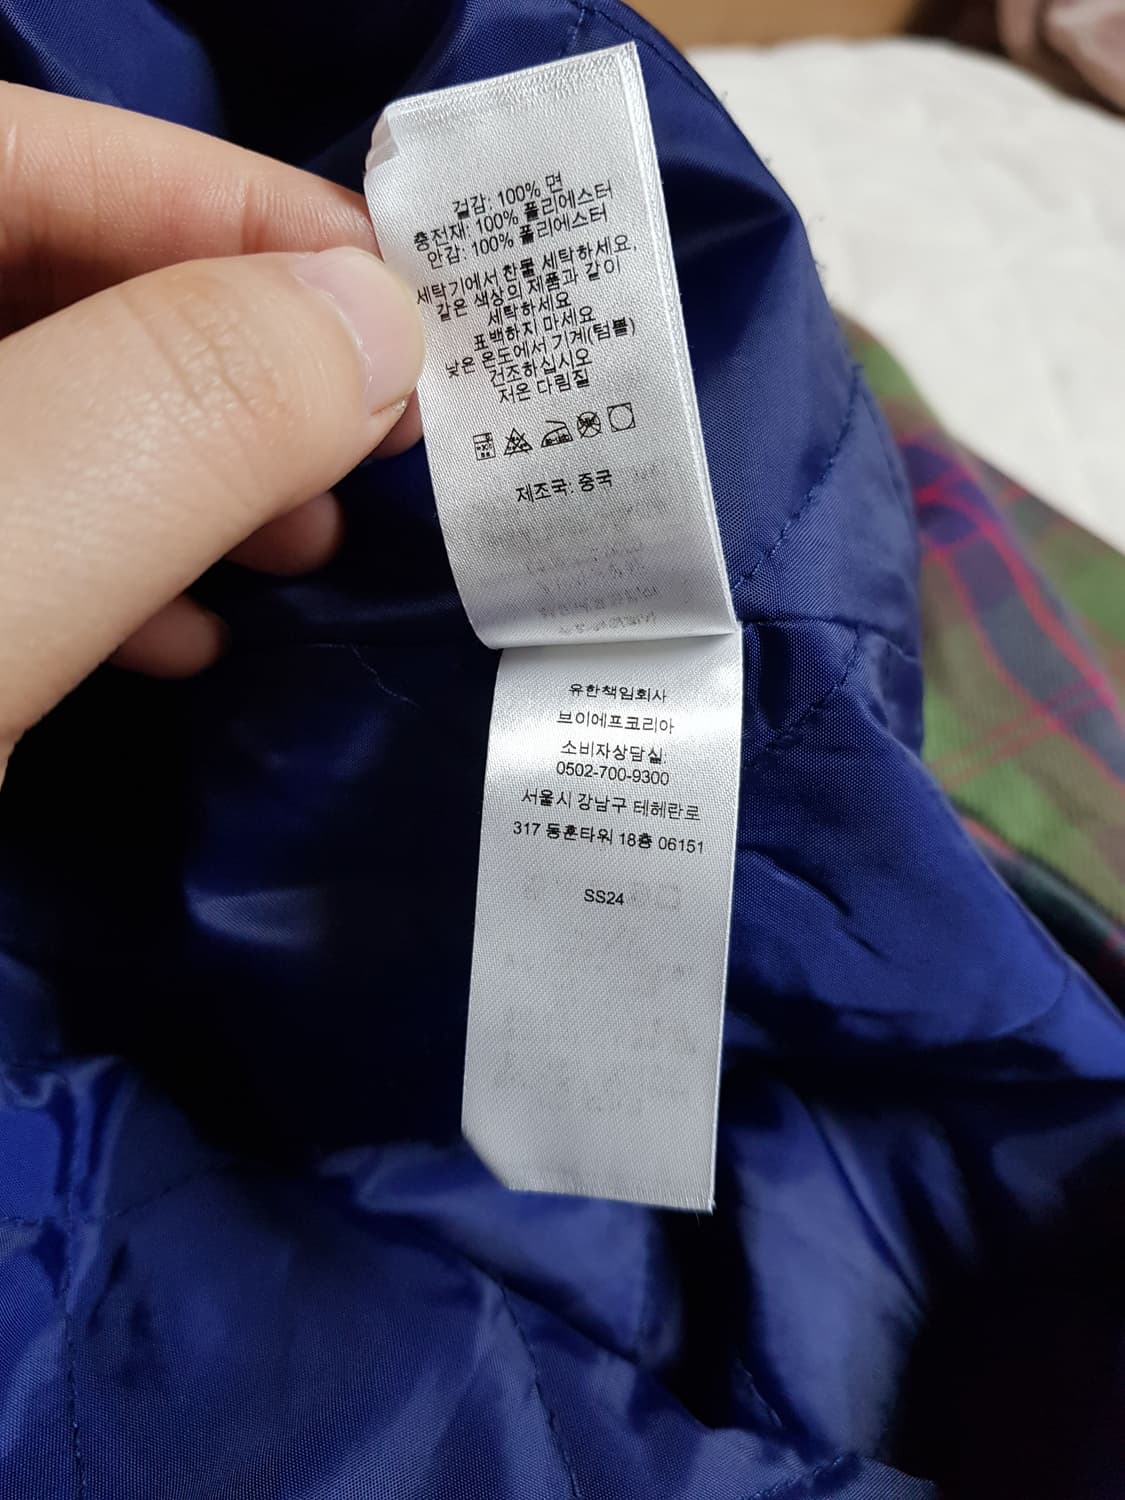 겉감: 100% 면
충전재: 100% 폴리에스터
안감: 100% 폴리에스터
세탁기에서 찬물 세탁하세요,
같은 색상의 제품과 같이
세탁하세요
표백하지 마세요
낮은 온도에서 기계(텀블)
건조하십시오
저온 다림질
제조국: 중국
유한책임회사
브이에프코리아
소비자상담실:
0502-700-9300
서울시 강남구 테헤란로
317 동훈타워 18층 06151
SS24